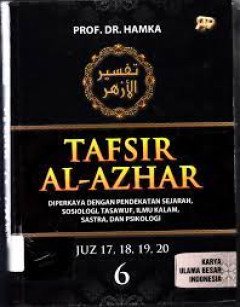 PROF. DR. HAMKA
تفسير
الأزهر
TAFSIR
AL-AZHAR
DIPERKAYA DENGAN PENDEKATAN SEJARAH,
SOSIOLOGI, TASAWUF, ILMU KALAM,
SASTRA, DAN PSIKOLOGI
JUZ 17, 18, 19, 20
6
KARYA
ULAMA BESAR
INDONESIA